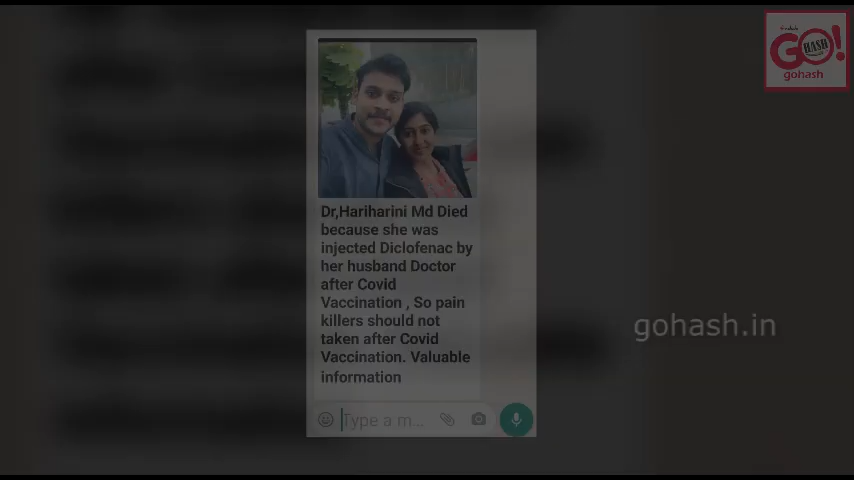 GO!
HASH
gohash
Dr,Hariharini Md Died
because she was
injected Diclofenac by
her husband Doctor
after Covid
Vaccination , So pain
killers should not
taken after Covid
Vaccination. Valuable
information
gohash.in
Type a m...